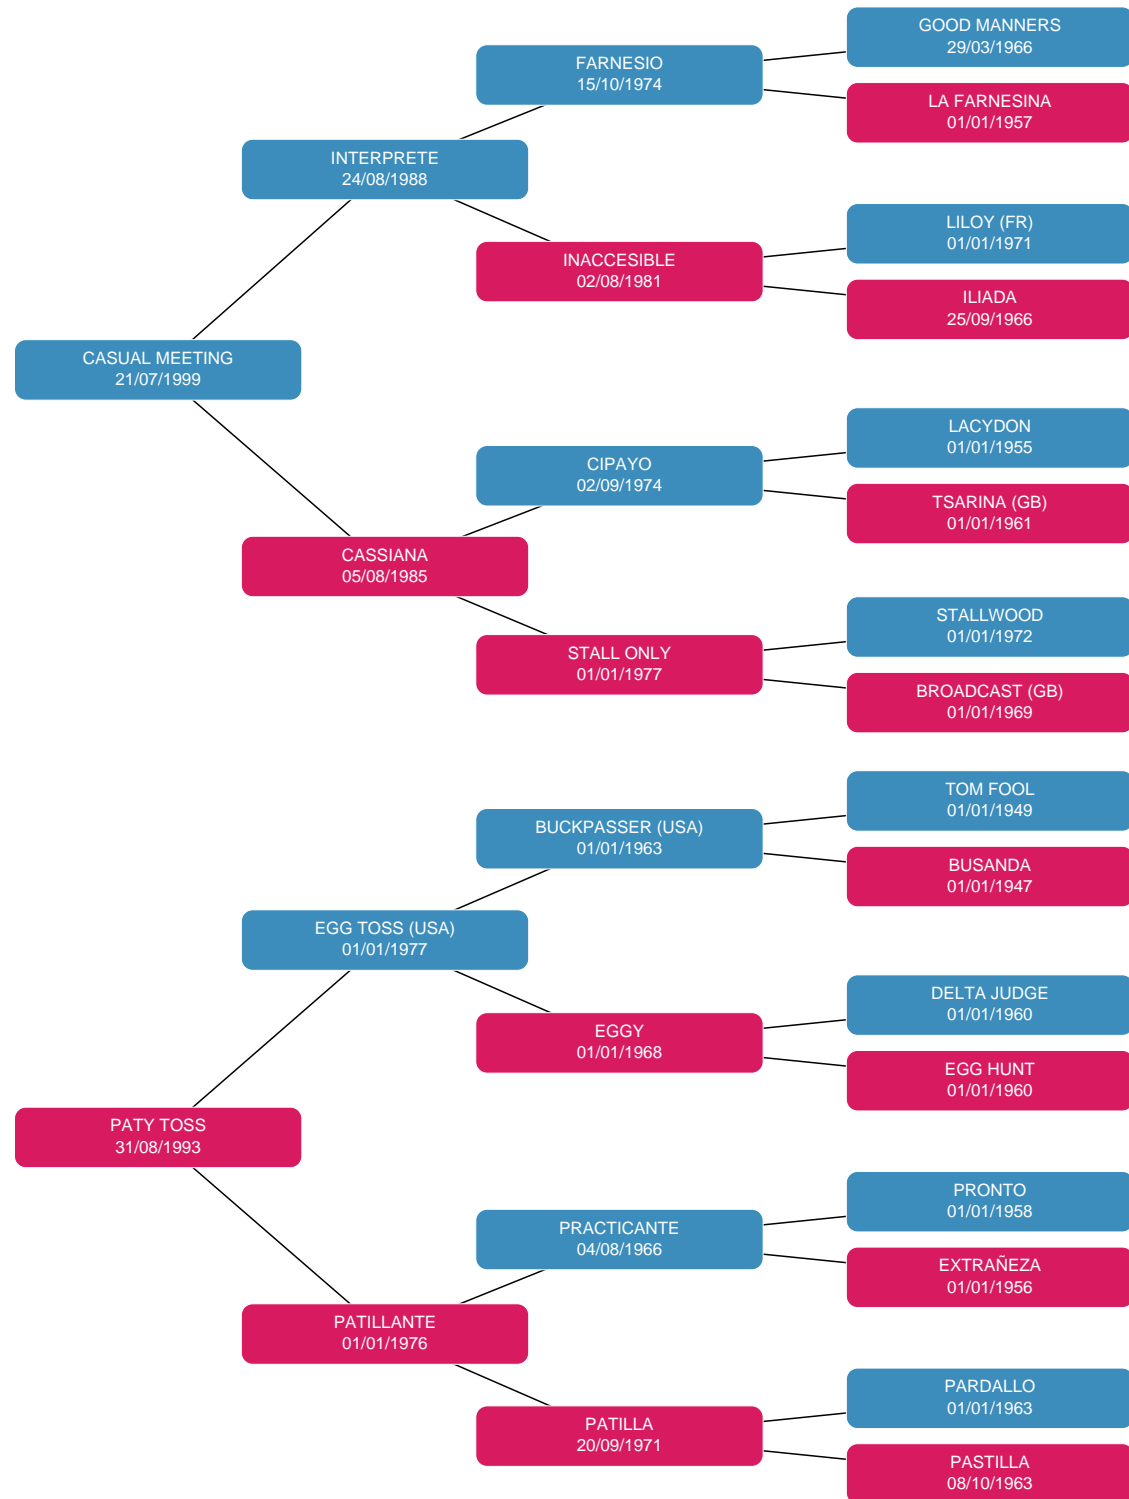 GOOD MANNERS
29/03/1966
FARNESIO
15/10/1974
LA FARNESINA
01/01/1957
INTERPRETE
24/08/1988
LILOY (FR)
01/01/1971
INACCESIBLE
02/08/1981
ILIADA
25/09/1966
CASUAL MEETING
21/07/1999
LACYDON
01/01/1955
CIPAYO
02/09/1974
TSARINA (GB)
01/01/1961
CASSIANA
05/08/1985
STALLWOOD
01/01/1972
STALL ONLY
01/01/1977
BROADCAST (GB)
01/01/1969
TOM FOOL
01/01/1949
BUCKPASSER (USA)
01/01/1963
BUSANDA
01/01/1947
EGG TOSS (USA)
01/01/1977
DELTA JUDGE
01/01/1960
EGGY
01/01/1968
EGG HUNT
01/01/1960
PATY TOSS
31/08/1993
PRONTO
01/01/1958
PRACTICANTE
04/08/1966
EXTRAÑEZA
01/01/1956
PATILLANTE
01/01/1976
PARDALLO
01/01/1963
PATILLA
20/09/1971
PASTILLA
08/10/1963